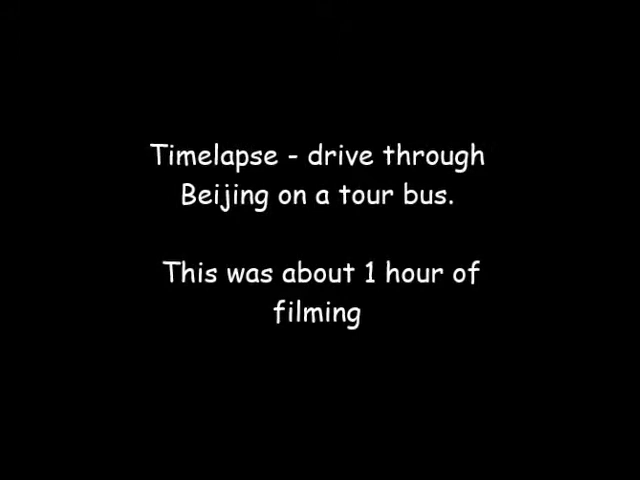 Timelapse - drive through
Beijing on a tour bus.
This was about 1 hour of
filming